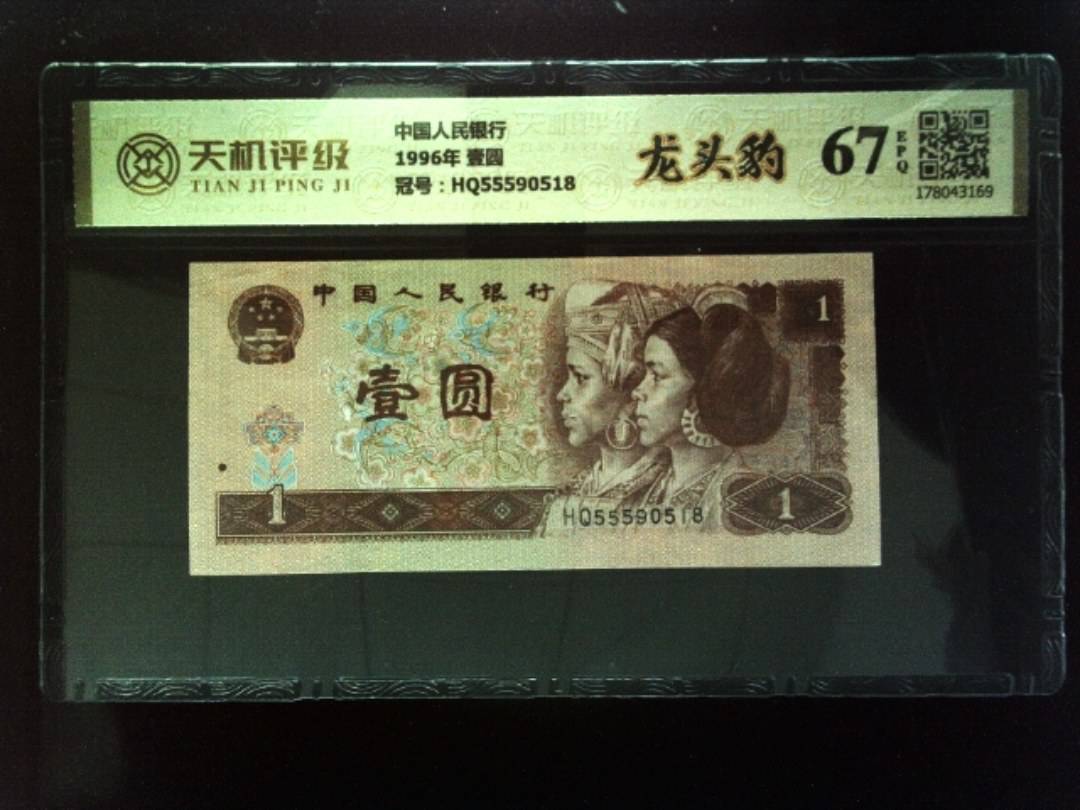 天机评级
TIAN JI PING JI
中国人民银行
1996年 壹圆
冠号：HQ55590518
龙头豹
67
EPQ
178043169
中国人民银行
1
壹圆
1
HQ55590518
1